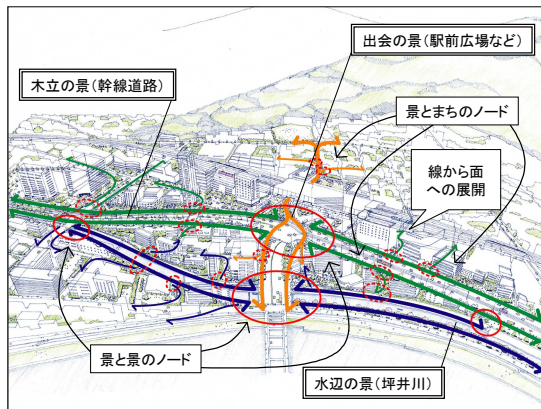 出会の景(駅前広場など)
木立の景(幹線道路)
景とまちのノード
線から面
への展開
景と景のノード
水辺の景(坪井川)